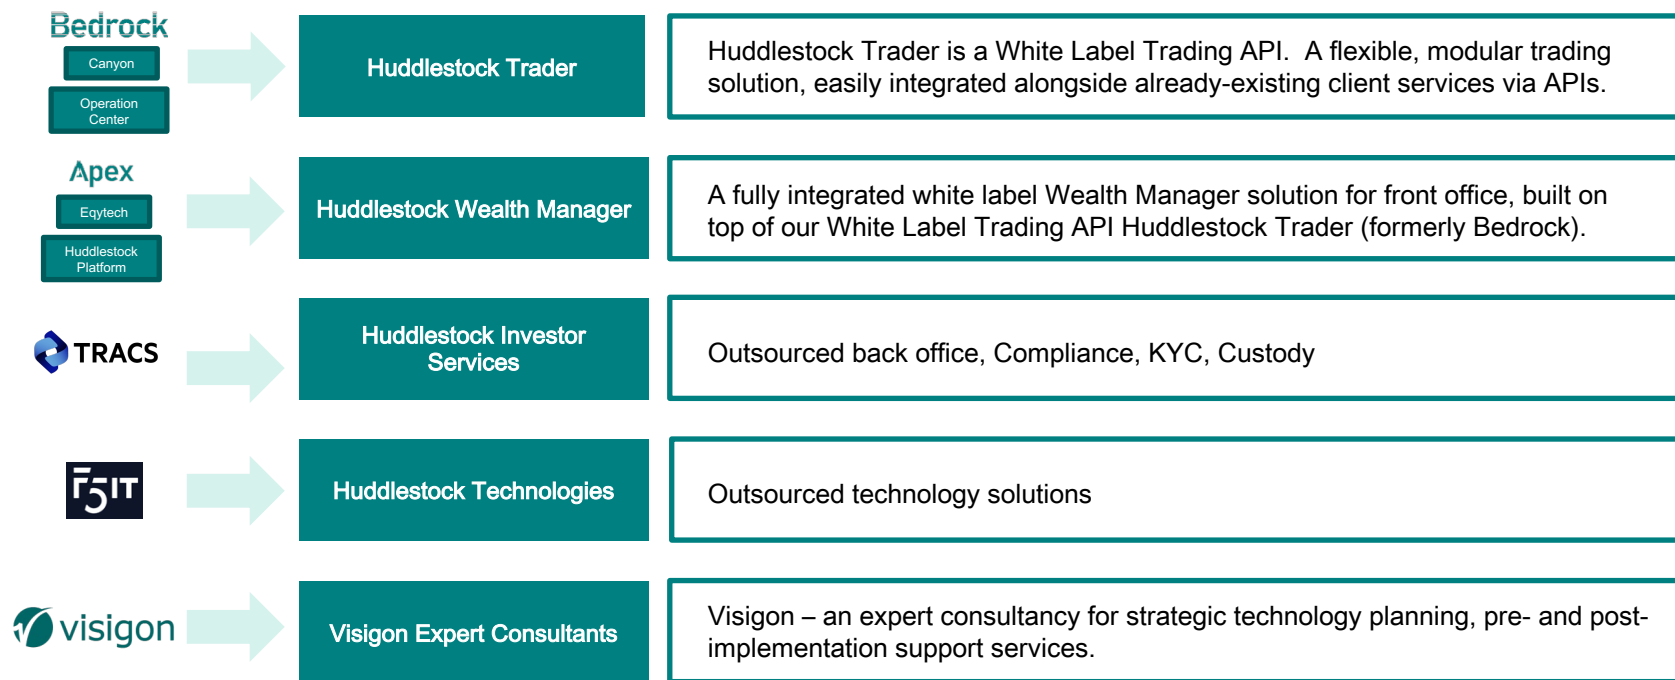 Bedrock
Canyon
Operation
Center
Huddlestock Trader
Huddlestock Trader is a White Label Trading API.  A flexible, modular trading
solution, easily integrated alongside already-existing client services via APIs.
Apex
Eqytech
Huddlestock
Platform
Huddlestock Wealth Manager
A fully integrated white label Wealth Manager solution for front office, built on
top of our White Label Trading API Huddlestock Trader (formerly Bedrock).
TRACS
Huddlestock Investor
Services
Outsourced back office, Compliance, KYC, Custody
F5IT
Huddlestock Technologies
Outsourced technology solutions
visigon
Visigon Expert Consultants
Visigon – an expert consultancy for strategic technology planning, pre- and post-
implementation support services.